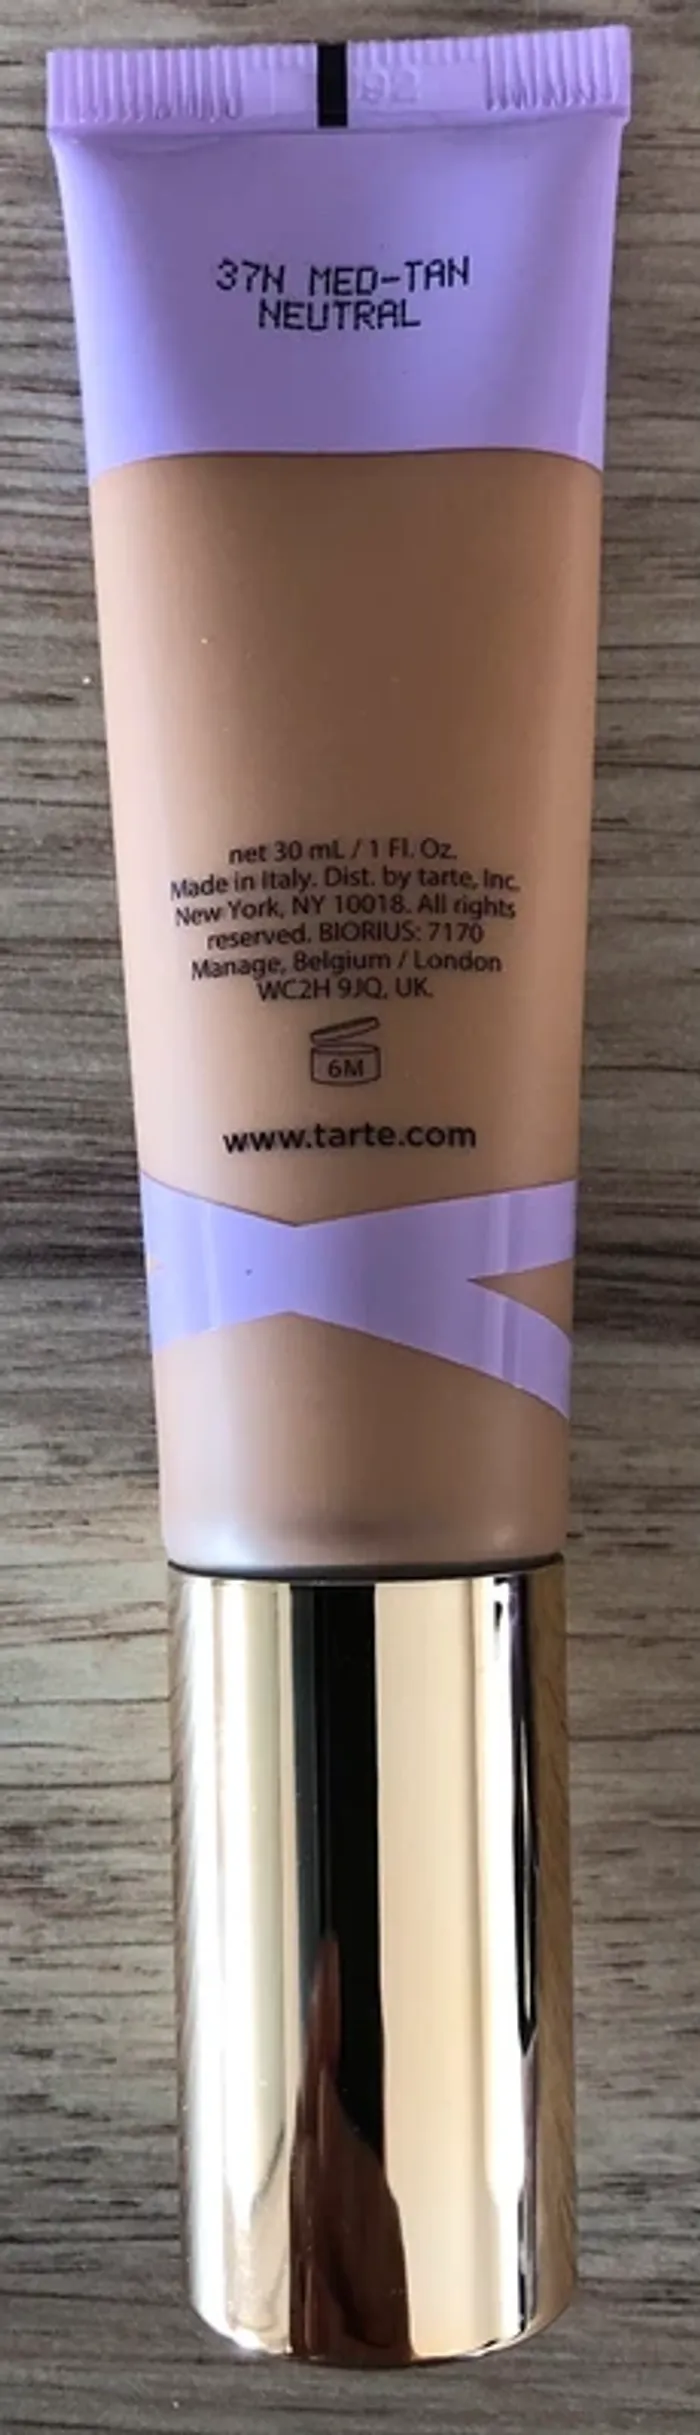 37N MED-TAN
NEUTRAL
net 30 mL / 1 Fl. Oz.
Made in Italy. Dist. by tarte, Inc.
New York, NY 10018. All rights
reserved. BIORIUS: 7170
Manage, Belgium / London
WC2H 9JQ, UK.
6M
www.tarte.com